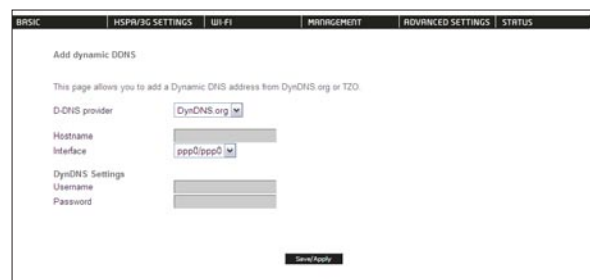 BASIC HSPA/3G SETTINGS WI-FI MANAGEMENT ADVANCED SETTINGS STATUS
Add dynamic DDNS
This page allows you to add a Dynamic DNS address from DynDNS.org or TZO.
D-DNS provider DynDNS.org
Hostname
Interface ppp0/ppp0
DynDNS Settings
Username
Password
Save/Apply